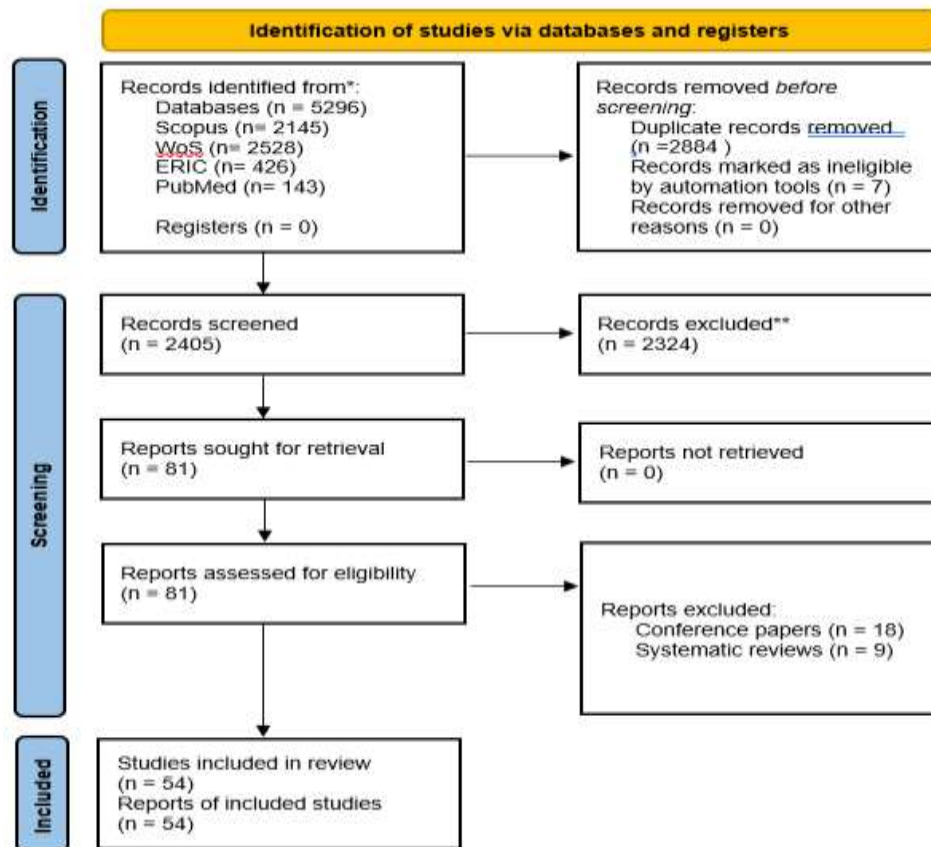 Identification of studies via databases and registers
Identification
Records identified from*:
Databases (n = 5296)
Scopus (n= 2145)
WoS (n= 2528)
ERIC (n= 426)
PubMed (n= 143)
Registers (n = 0)
Records removed before
screening:
Duplicate records removed
(n =2884 )
Records marked as ineligible
by automation tools (n = 7)
Records removed for other
reasons (n = 0)
Screening
Records screened
(n = 2405)
Records excluded**
(n = 2324)
Reports sought for retrieval
(n = 81)
Reports not retrieved
(n = 0)
Reports assessed for eligibility
(n = 81)
Reports excluded:
Conference papers (n = 18)
Systematic reviews (n = 9)
Included
Studies included in review
(n = 54)
Reports of included studies
(n = 54)